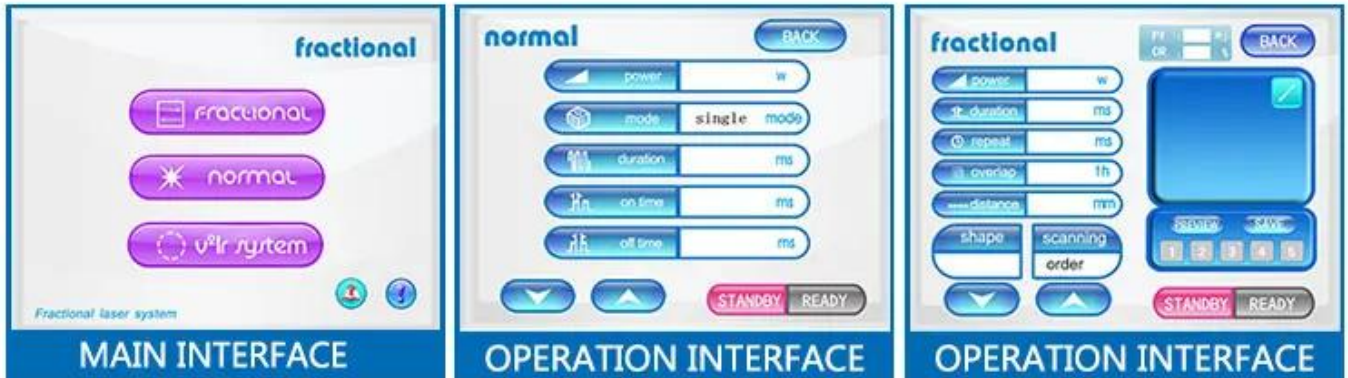 fractional
Fractional
normal
v²lr system
Fractional laser system
MAIN INTERFACE
normal
BACK
power w
mode single mode
duration ms
on time ms
off time ms
STANDBY READY
OPERATION INTERFACE
fractional
BACK
power w
duration ms
repeat ms
overlap th
distance mm
shape scanning
order
PREVIEW SAVE
1 2 3 4 5
STANDBY READY
OPERATION INTERFACE